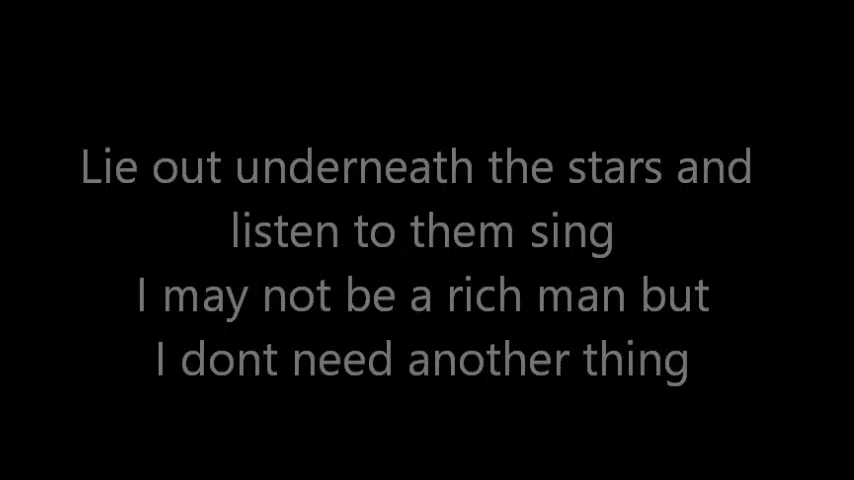 Lie out underneath the stars and
listen to them sing
I may not be a rich man but
I dont need another thing